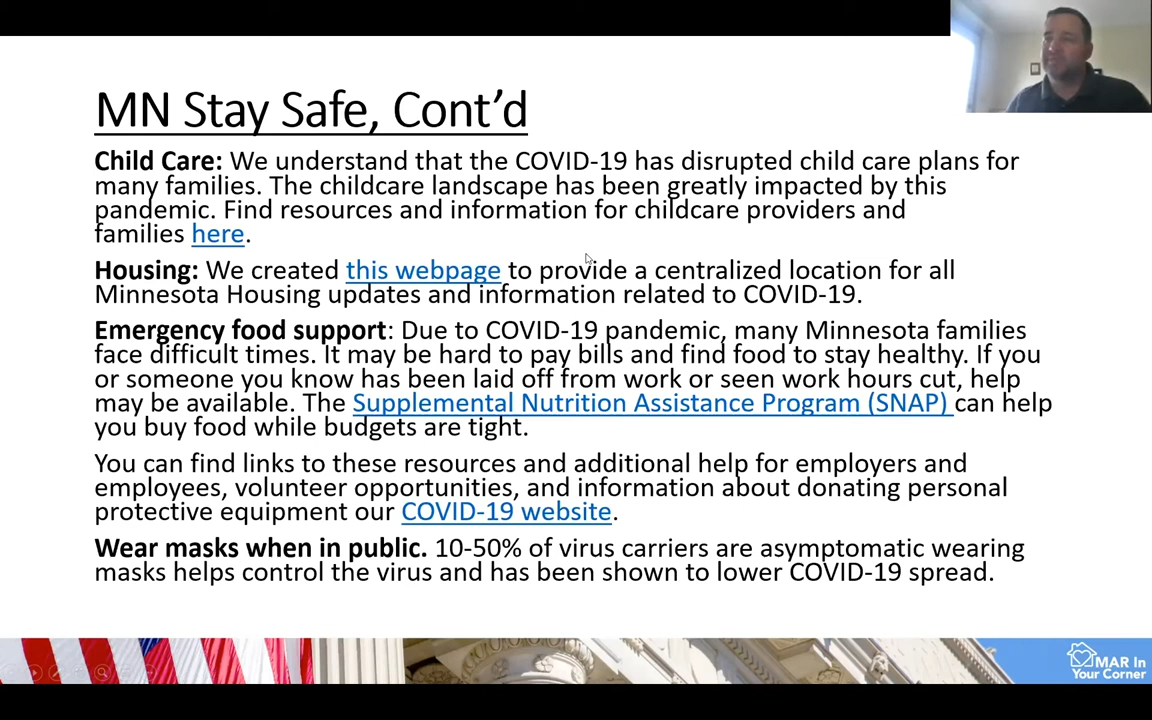 MN Stay Safe, Cont’d
Child Care: We understand that the COVID-19 has disrupted child care plans for
many families. The childcare landscape has been greatly impacted by this
pandemic. Find resources and information for childcare providers and
families here.
Housing: We created this webpage to provide a centralized location for all
Minnesota Housing updates and information related to COVID-19.
Emergency food support: Due to COVID-19 pandemic, many Minnesota families
face difficult times. It may be hard to pay bills and find food to stay healthy. If you
or someone you know has been laid off from work or seen work hours cut, help
may be available. The Supplemental Nutrition Assistance Program (SNAP) can help
you buy food while budgets are tight.
You can find links to these resources and additional help for employers and
employees, volunteer opportunities, and information about donating personal
protective equipment our COVID-19 website.
Wear masks when in public. 10-50% of virus carriers are asymptomatic wearing
masks helps control the virus and has been shown to lower COVID-19 spread.
MAR In
Your Corner